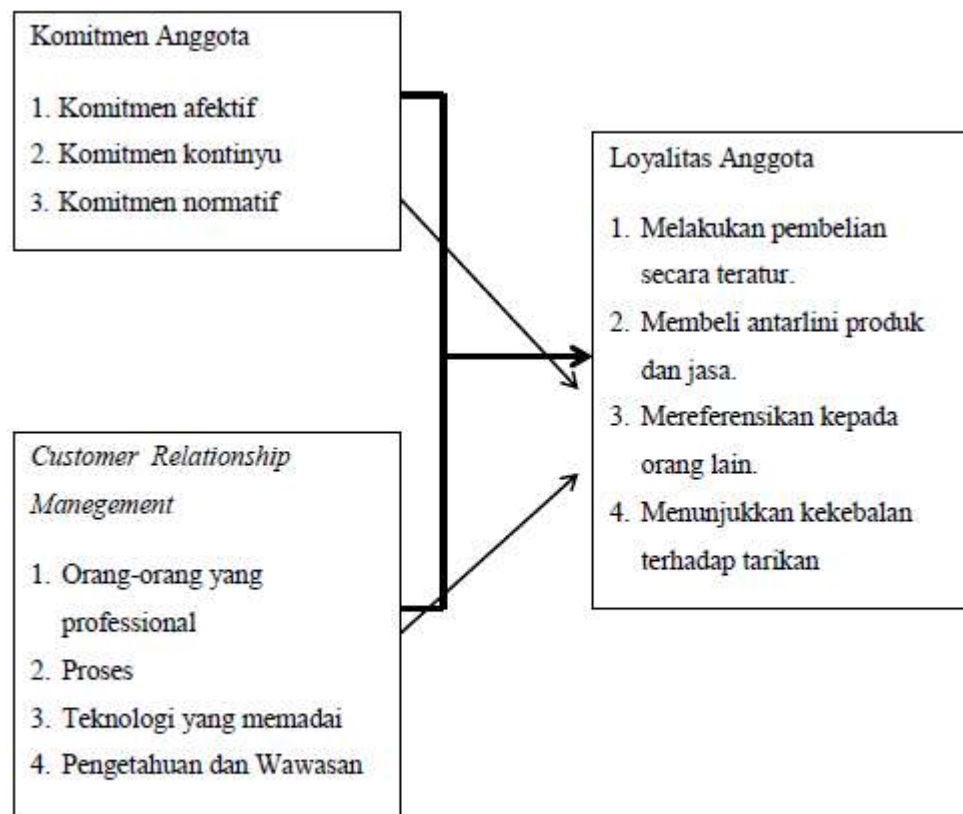 Komitmen Anggota
1. Komitmen afektif
2. Komitmen kontinyu
3. Komitmen normatif
Customer Relationship
Manegement
1. Orang-orang yang
professional
2. Proses
3. Teknologi yang memadai
4. Pengetahuan dan Wawasan
Loyalitas Anggota
1. Melakukan pembelian
secara teratur.
2. Membeli antarlini produk
dan jasa.
3. Mereferensikan kepada
orang lain.
4. Menunjukkan kekebalan
terhadap tarikan